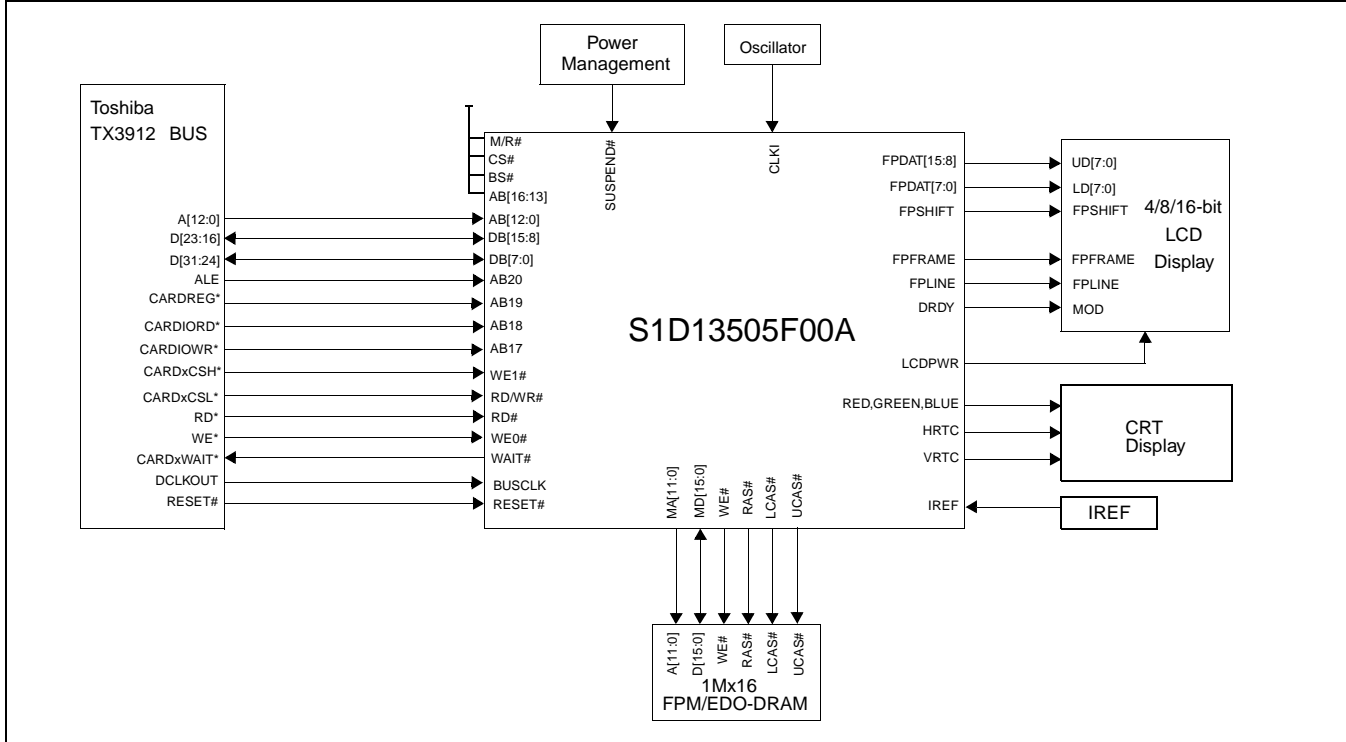 Power
Management
Oscillator
Toshiba
TX3912 BUS
A[12:0]
D[23:16]
D[31:24]
ALE
CARDREG*
CARDIORD*
CARDIOWR*
CARDxCSH*
CARDxCSL*
RD*
WE*
CARDxWAIT*
DCLKOUT
RESET#
M/R#
CS#
BS#
AB[16:13]
AB[12:0]
DB[15:8]
DB[7:0]
AB20
AB19
AB18
AB17
WE1#
RD/WR#
RD#
WE0#
WAIT#
BUSCLK
RESET#
SUSPEND#
CLKI
S1D13505F00A
FPDAT[15:8]
FPDAT[7:0]
FPSHIFT
FPFRAME
FPLINE
DRDY
LCDPWR
RED,GREEN,BLUE
HRTC
VRTC
IREF
UD[7:0]
LD[7:0]
FPSHIFT
FPFRAME
FPLINE
MOD
4/8/16-bit
LCD
Display
CRT
Display
IREF
MA[11:0]
MD[15:0]
WE#
RAS#
LCAS#
UCAS#
A[11:0]
D[15:0]
WE#
RAS#
LCAS#
UCAS#
1Mx16
FPM/EDO-DRAM